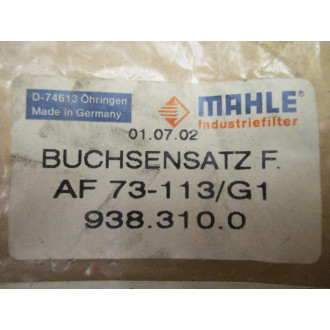 D-74613 Öhringen
Made in Germany
MAHLE
Industriefilter
01.07.02
BUCHSENSATZ F.
AF 73-113/G1
938.310.0